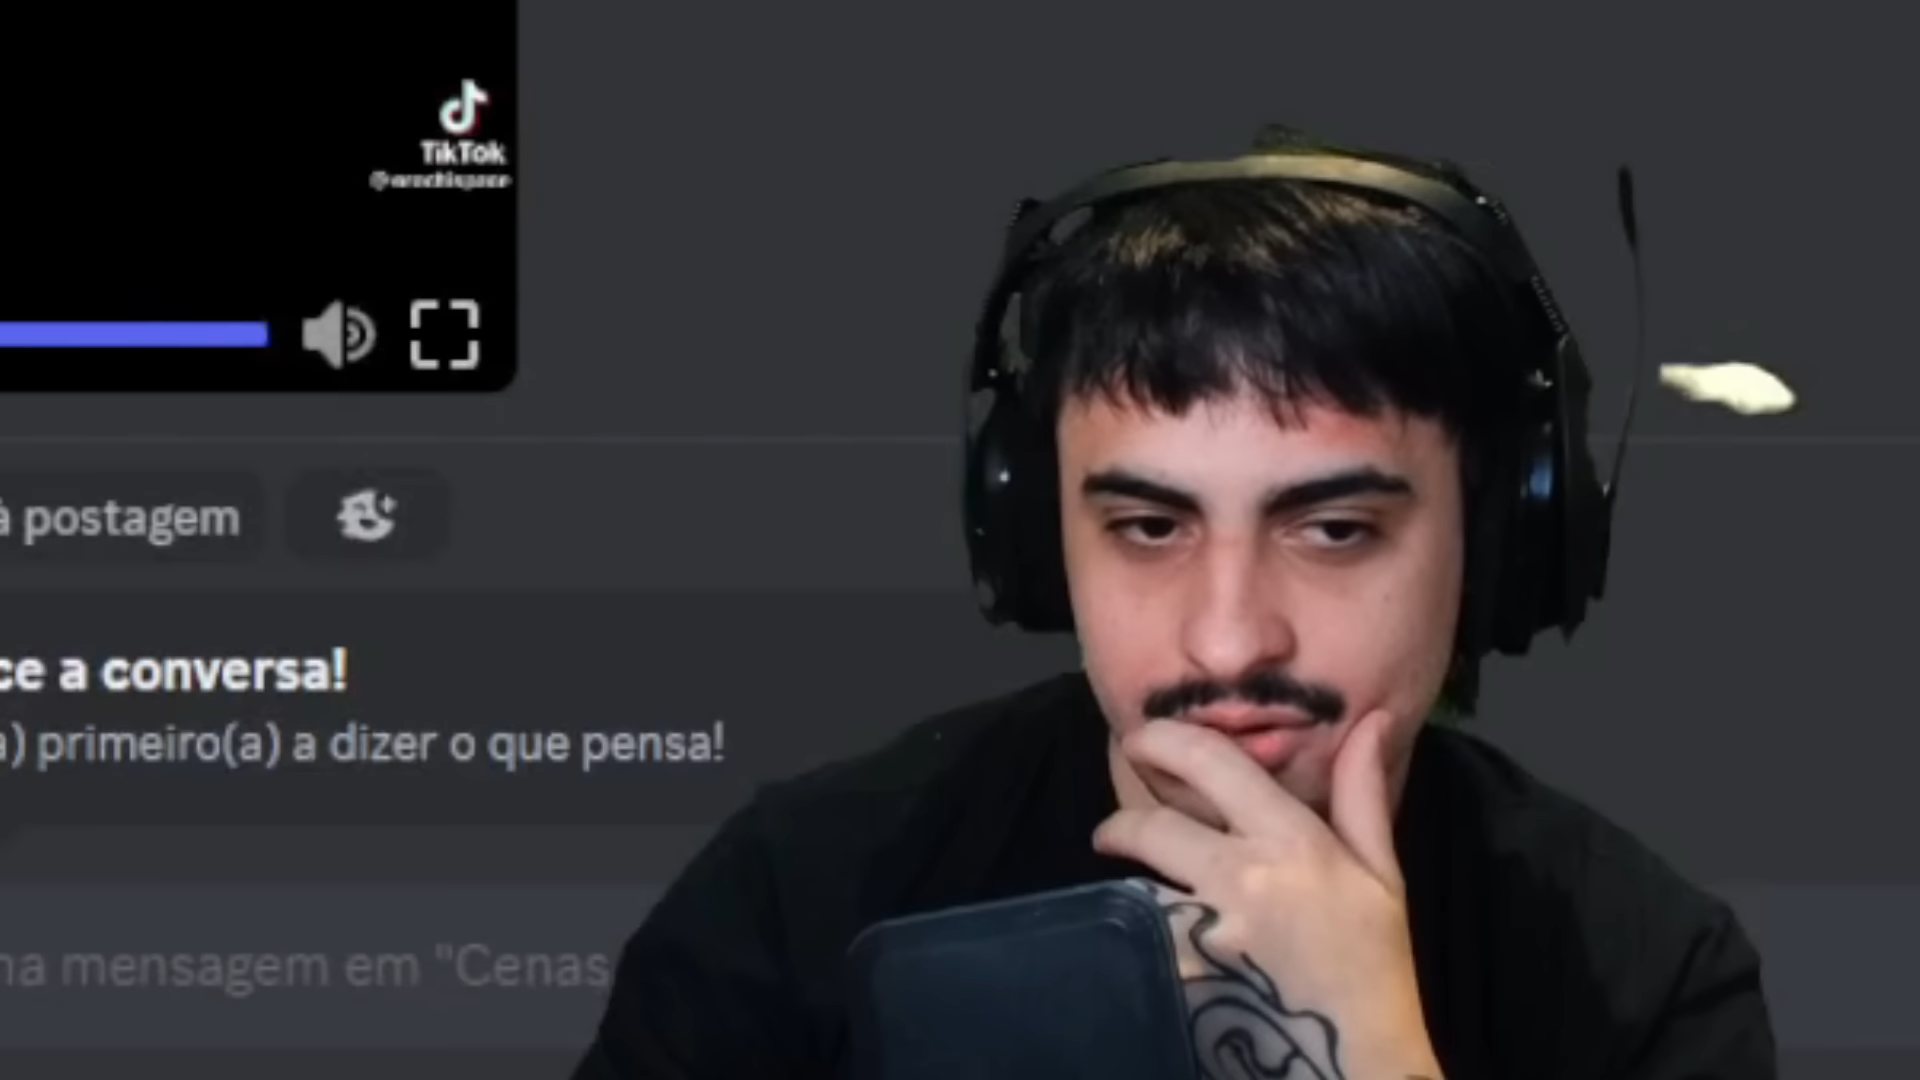 TikTok
à postagem
ce a conversa!
a) primeiro(a) a dizer o que pensa!
na mensagem em "Cenas